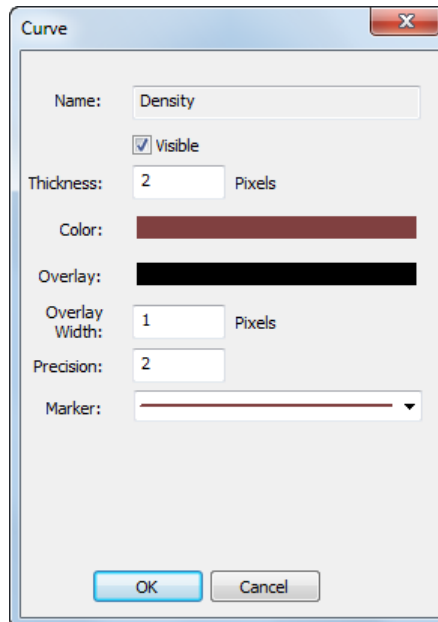 Curve
Name: Density
Visible
Thickness: 2 Pixels
Color:
Overlay:
Overlay
Width: 1 Pixels
Precision: 2
Marker:
OK Cancel